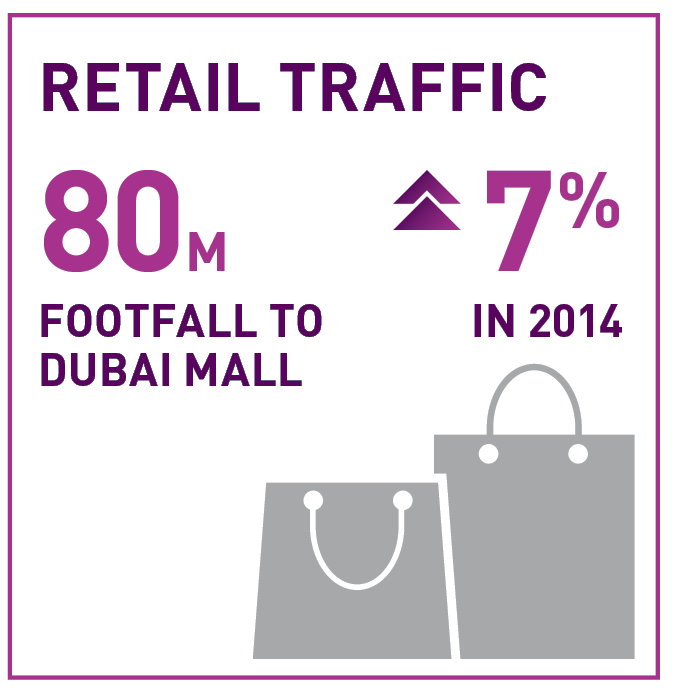 RETAIL TRAFFIC
80M
FOOTFALL TO
DUBAI MALL
7%
IN 2014